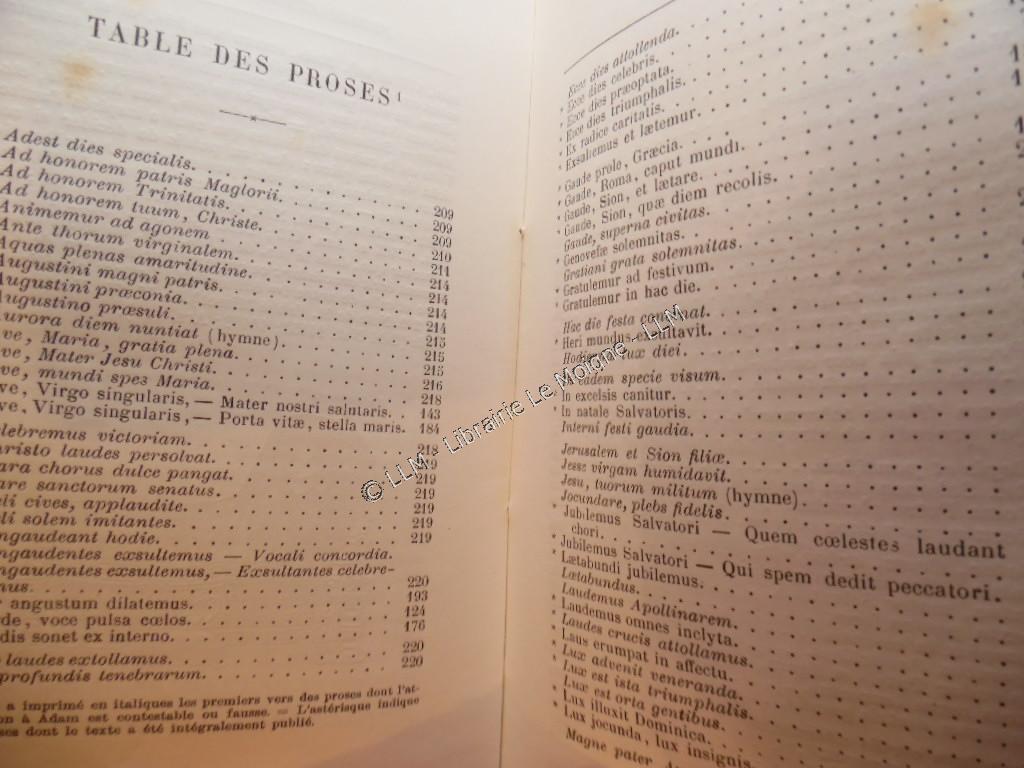 TABLE DES PROSES¹
Adest dies specialis.
Ad honorem patris Maglorii.
Ad honorem Trinitatis. 209
Ad honorem tuum, Christe. 209
Animemur ad agonem 209
Ante thorum virginalem. 210
Aquas plenas amaritudine. 211
Augustini magni patris. 214
Augustini præconia. 214
Augustino præsuli. 214
urora diem nuntiat (hymne). 215
ve, Maria, gratia plena. 215
ve, Mater Jesu Christi. 215
ve, mundi spes Maria. 216
ve, Virgo singularis, — Mater nostri salutaris. 143
ve, Virgo singularis, — Porta vitæ, stella maris. 184
elebremus victoriam. 218
hristo laudes persolvat. 219
ara chorus dulce pangat. 219
are sanctorum senatus. 219
li cives, applaudite. 219
li solem imitantes. 219
ngaudeant hodie. 219
ngaudentes exsultemus — Vocali concordia.
ngaudentes exsultemus, — Exsultantes celebre-
mus. 220
angustum dilatemus. 193
de, voce pulsa cœlos. 124
dis sonet ex interno. 176
laudes extollamus. 220
profundis tenebrarum. 220
a imprimé en italiques les premiers vers des proses dont l'at-
on à Adam est contestable ou fausse. = L'astérisque indique
ses dont le texte a été intégralement publié.
Ecce dies attollenda.
* Ecce dies celebris.
* Ecce dies præoptata.
* Ecce dies triumphalis.
* Ex radice caritatis.
* Exsultemus et lætemur.
* Gaude prole, Græcia.
* Gaude, Roma, caput mundi.
* Gaude, Sion, et lætare.
* Gaude, Sion, quæ diem recolis.
Gaude, superna civitas.
* Genovefæ solemnitas.
Gratiani grata solemnitas.
* Gratulemur ad festivum.
* Gratulemur in hac die.
Hac die festa
* Heri mundus exultavit.
Hodiernæ lux diei.
eadem specie visum.
* In excelsis canitur.
* In natale Salvatoris.
Interni festi gaudia.
Jerusalem et Sion filiæ.
* Jesse virgam humidavit.
Jesu, tuorum militum (hymne).
Jocundare, plebs fidelis.
* Jubilemus Salvatori — Quem cœlestes laudant
chori.
* Jubilemus Salvatori — Qui spem dedit peccatori.
Lætabundi jubilemus.
Lætabundus.
Laudemus Apollinarem.
* Laudemus omnes inclyta.
* Laudes crucis attollamus.
* Laus erumpat in affectu.
* Lux advenit veneranda.
* Lux est ista triumphalis.
Lux est orta gentibus.
* Lux illuxit Dominica.
* Lux jocunda, lux insignis.
Magne pater
© LLM - Librairie Le Moigne - LLM